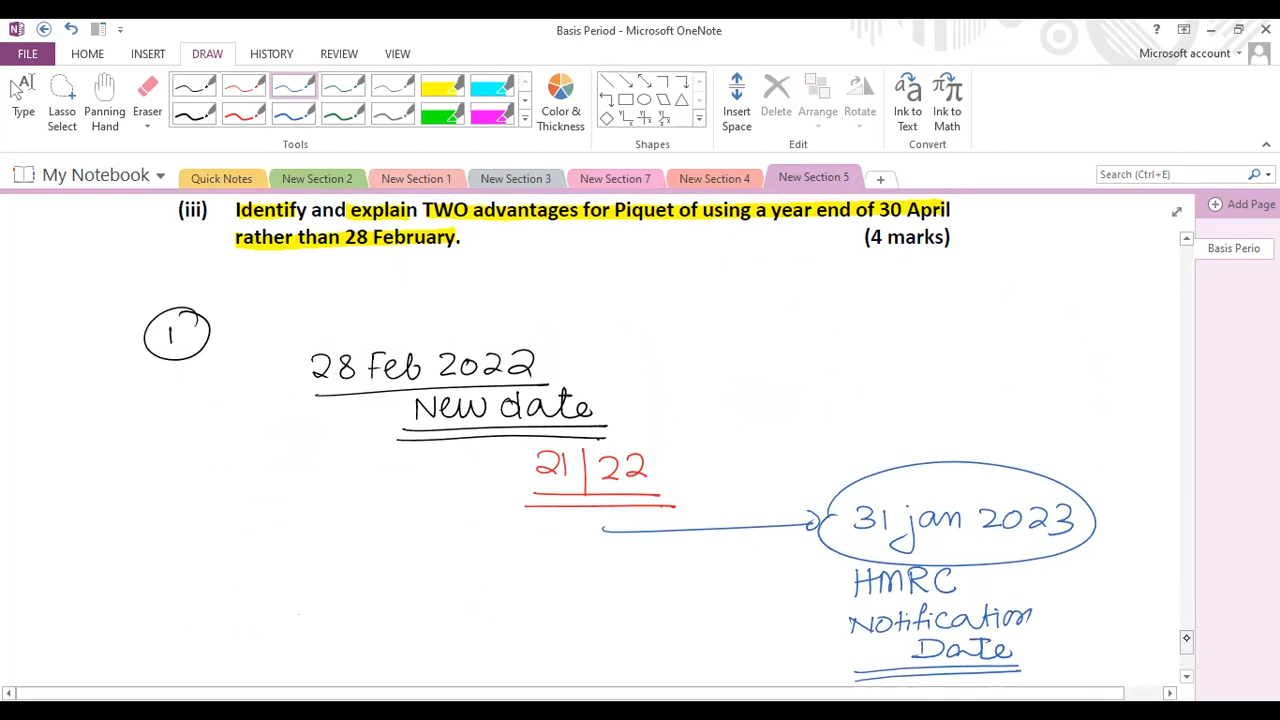 Basis Period - Microsoft OneNote
FILE HOME INSERT DRAW HISTORY REVIEW VIEW
Microsoft account
Type Lasso Select Panning Hand Eraser
Color & Thickness
Insert Space Delete Arrange Rotate
Ink to Text Ink to Math
Tools Shapes Edit Convert
My Notebook Quick Notes New Section 2 New Section 1 New Section 3 New Section 7 New Section 4 New Section 5
Search (Ctrl+E)
Add Page
Basis Perio
(iii) Identify and explain TWO advantages for Piquet of using a year end of 30 April
rather than 28 February. (4 marks)
1
28 Feb 2022
New date
21 | 22
31 jan 2023
HMRC
Notification
Date